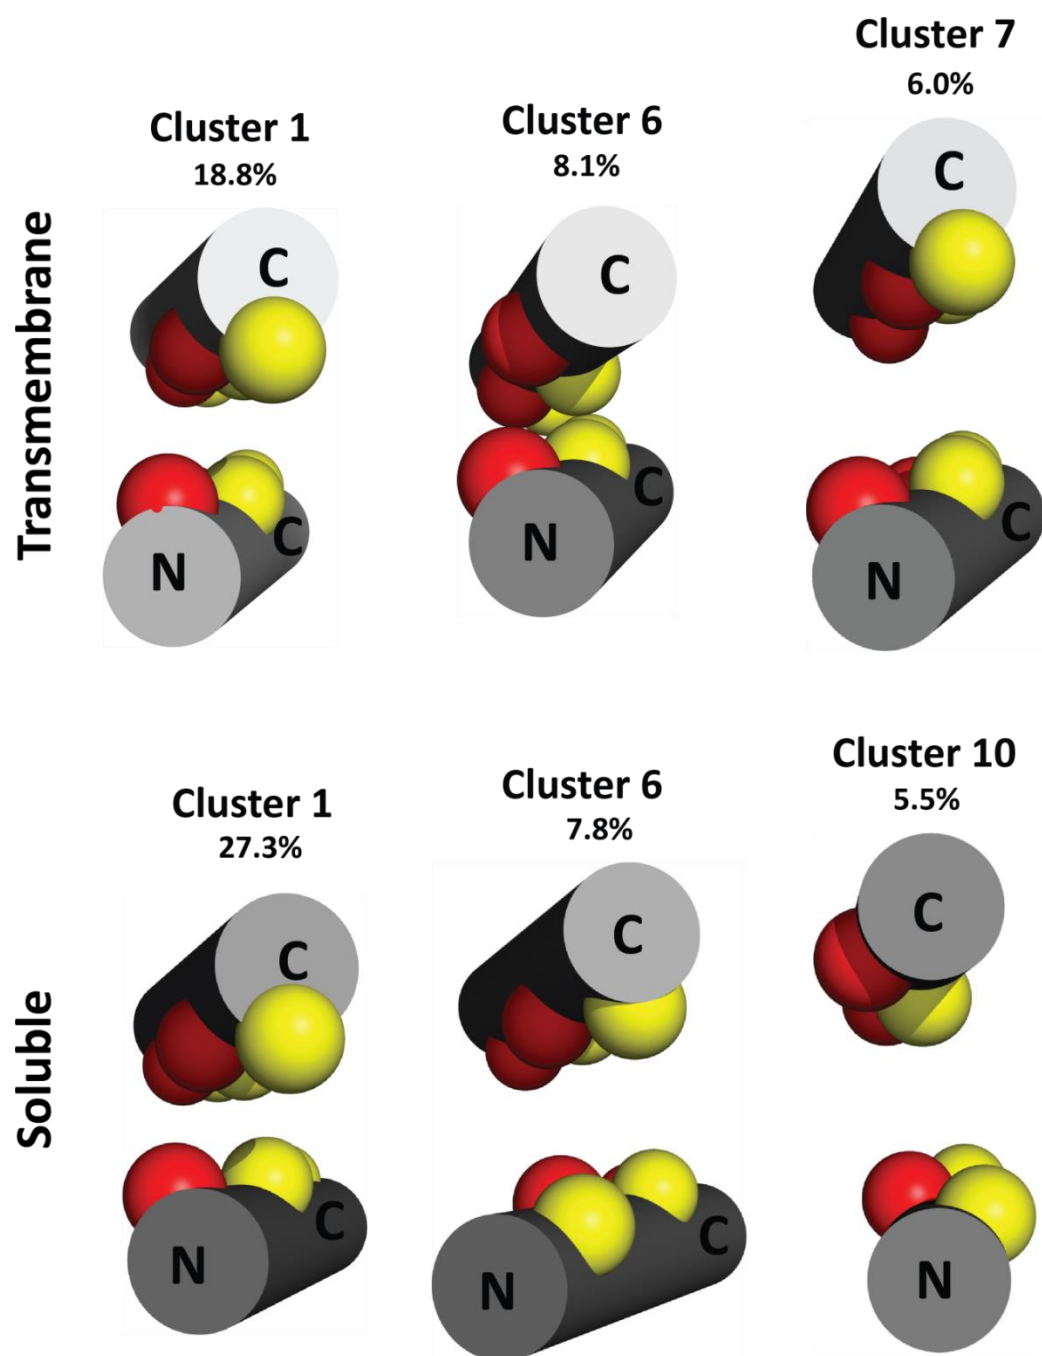 Transmembrane
Cluster 1
18.8%
C
N
C
Cluster 6
8.1%
C
N
C
Cluster 7
6.0%
C
N
C
Soluble
Cluster 1
27.3%
C
N
C
Cluster 6
7.8%
C
N
C
Cluster 10
5.5%
C
N